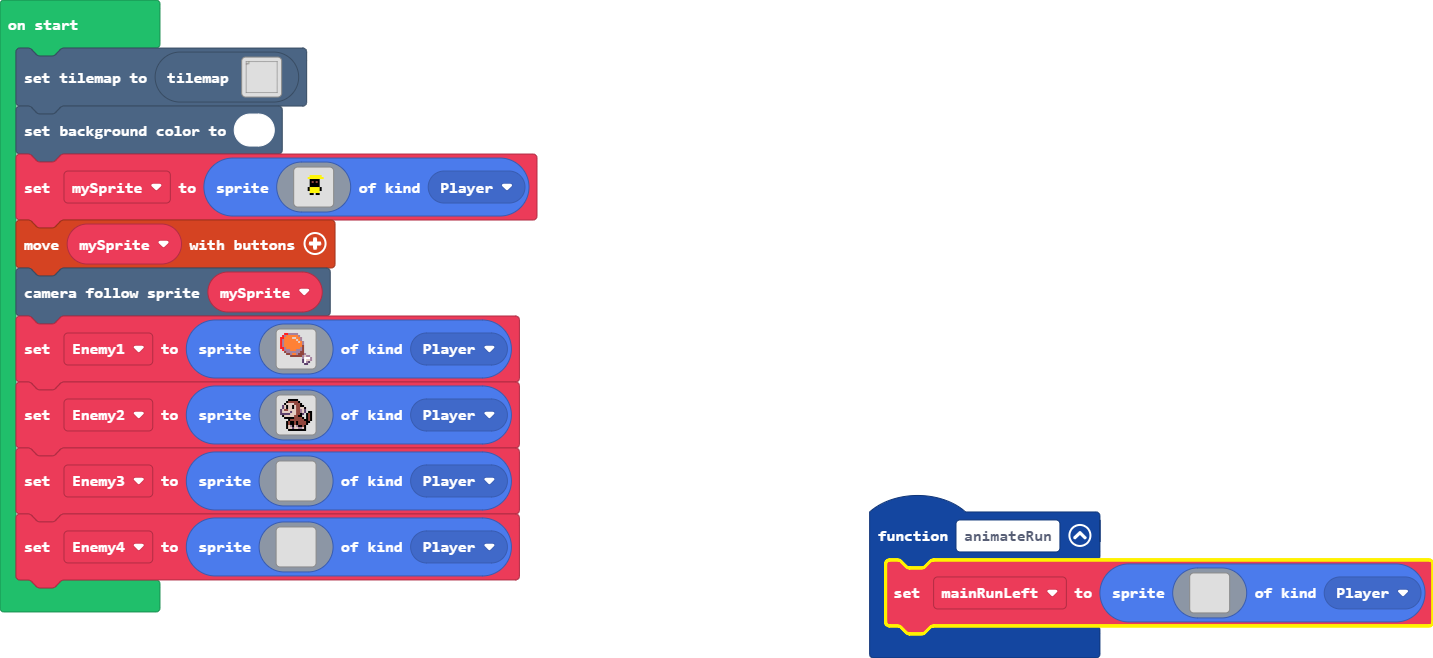 on start
set tilemap to tilemap
set background color to
set mySprite to sprite of kind Player
move mySprite with buttons
camera follow sprite mySprite
set Enemy1 to sprite of kind Player
set Enemy2 to sprite of kind Player
set Enemy3 to sprite of kind Player
set Enemy4 to sprite of kind Player
function animateRun
set mainRunLeft to sprite of kind Player